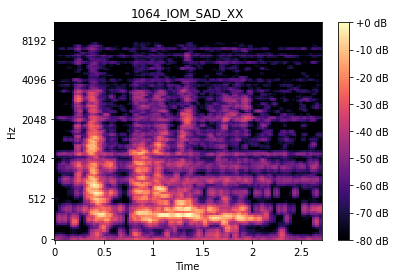 1064_IOM_SAD_XX
Hz
8192
4096
2048
1024
512
0
0
0.5
1
1.5
2
2.5
Time
+0 dB
-10 dB
-20 dB
-30 dB
-40 dB
-50 dB
-60 dB
-70 dB
-80 dB